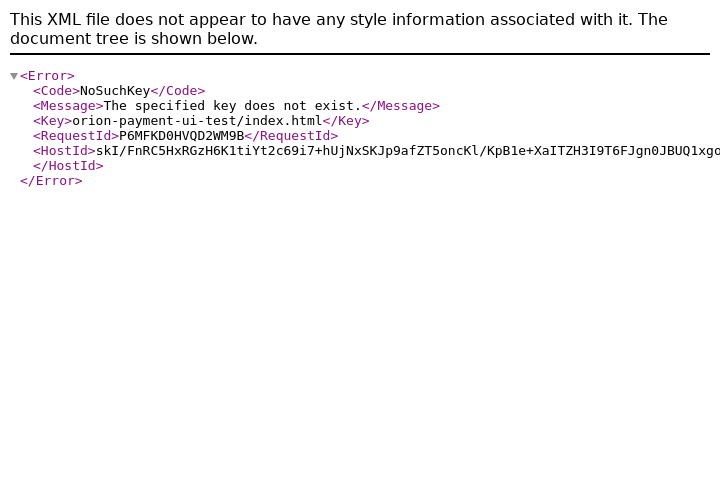 This XML file does not appear to have any style information associated with it. The
document tree is shown below.
<Error>
<Code>NoSuchKey</Code>
<Message>The specified key does not exist.</Message>
<Key>orion-payment-ui-test/index.html</Key>
<RequestId>P6MFKD0HVQD2WM9B</RequestId>
<HostId>skI/FnRC5HxRGzH6K1tiYt2c69i7+hUjNxSKJp9afZT5oncKl/KpB1e+XaITZH3I9T6FJgn0JBUQ1xgo
</HostId>
</Error>